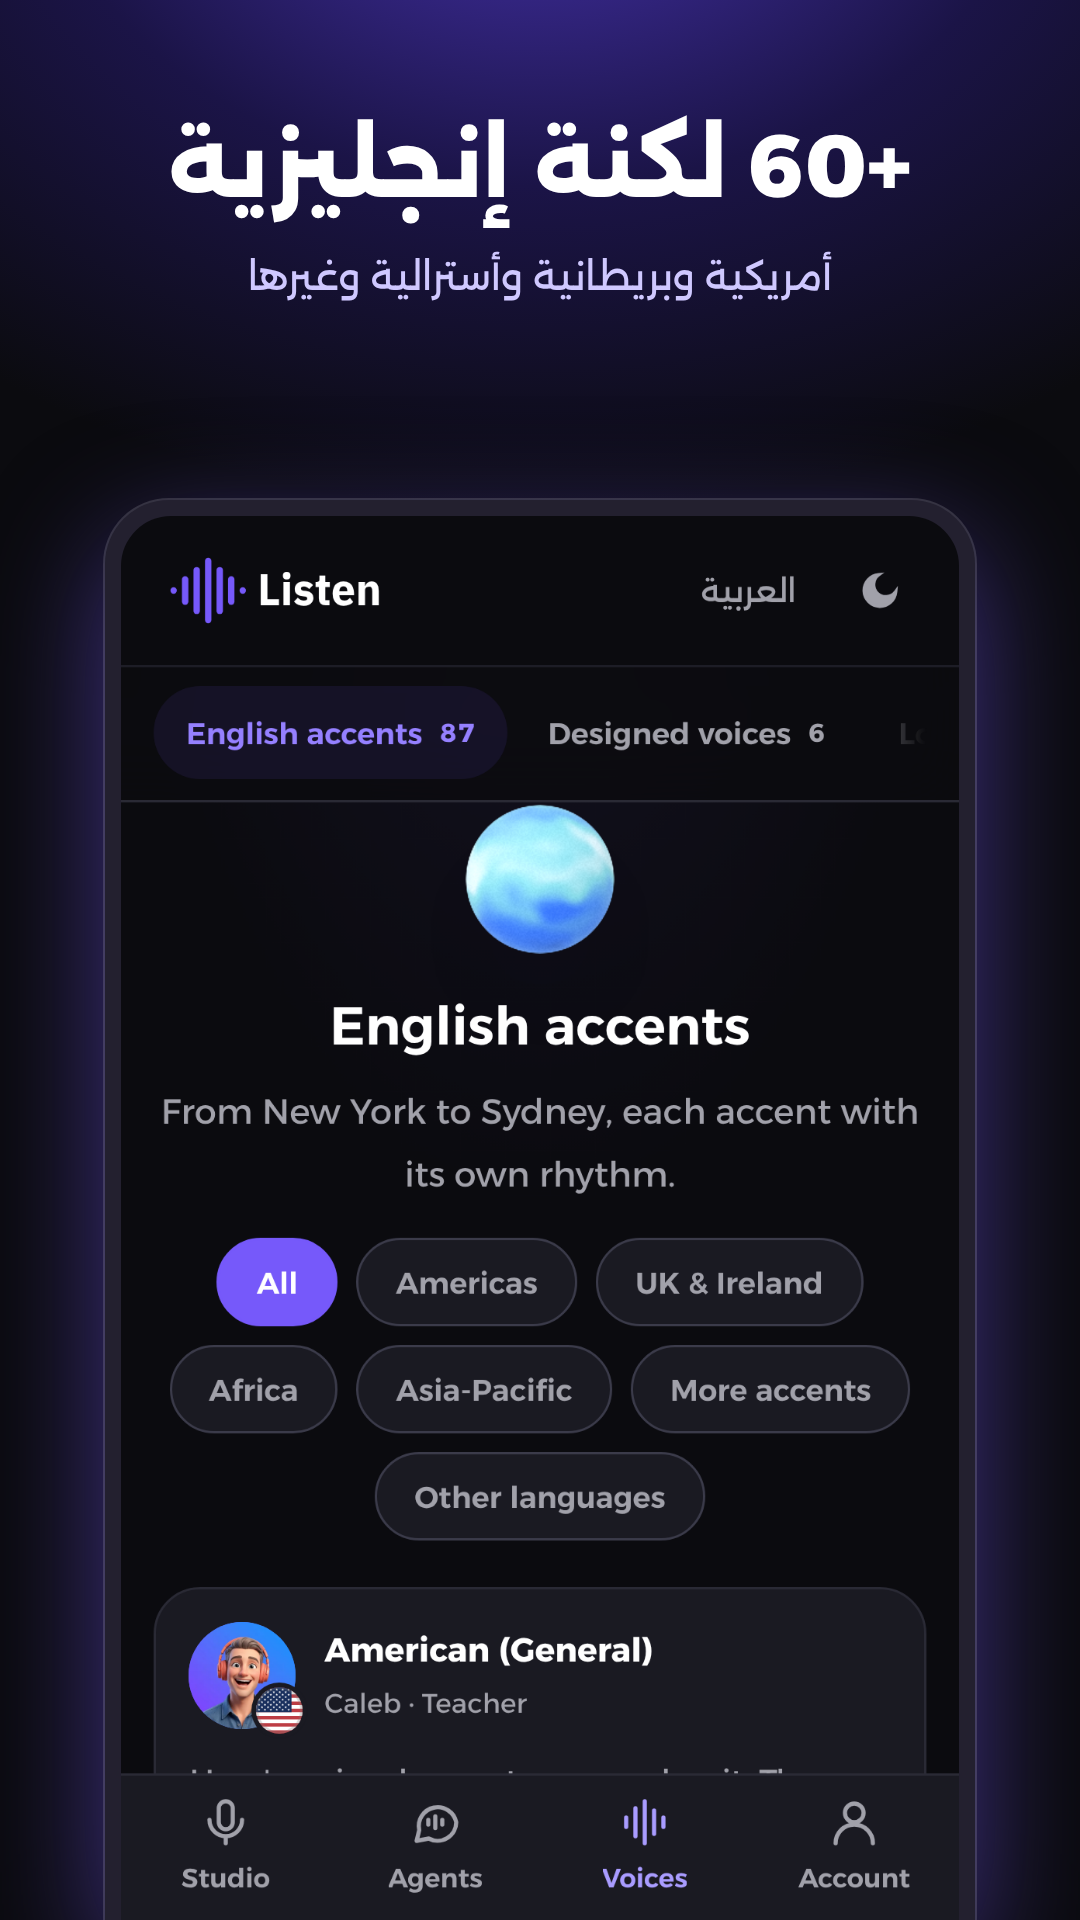 60+ لكنة إنجليزية
أمريكية وبريطانية وأسترالية وغيرها
Listen
العربية
English accents 87
Designed voices 6
English accents
From New York to Sydney, each accent with
its own rhythm.
All
Americas
UK & Ireland
Africa
Asia-Pacific
More accents
Other languages
American (General)
Caleb · Teacher
Studio
Agents
Voices
Account